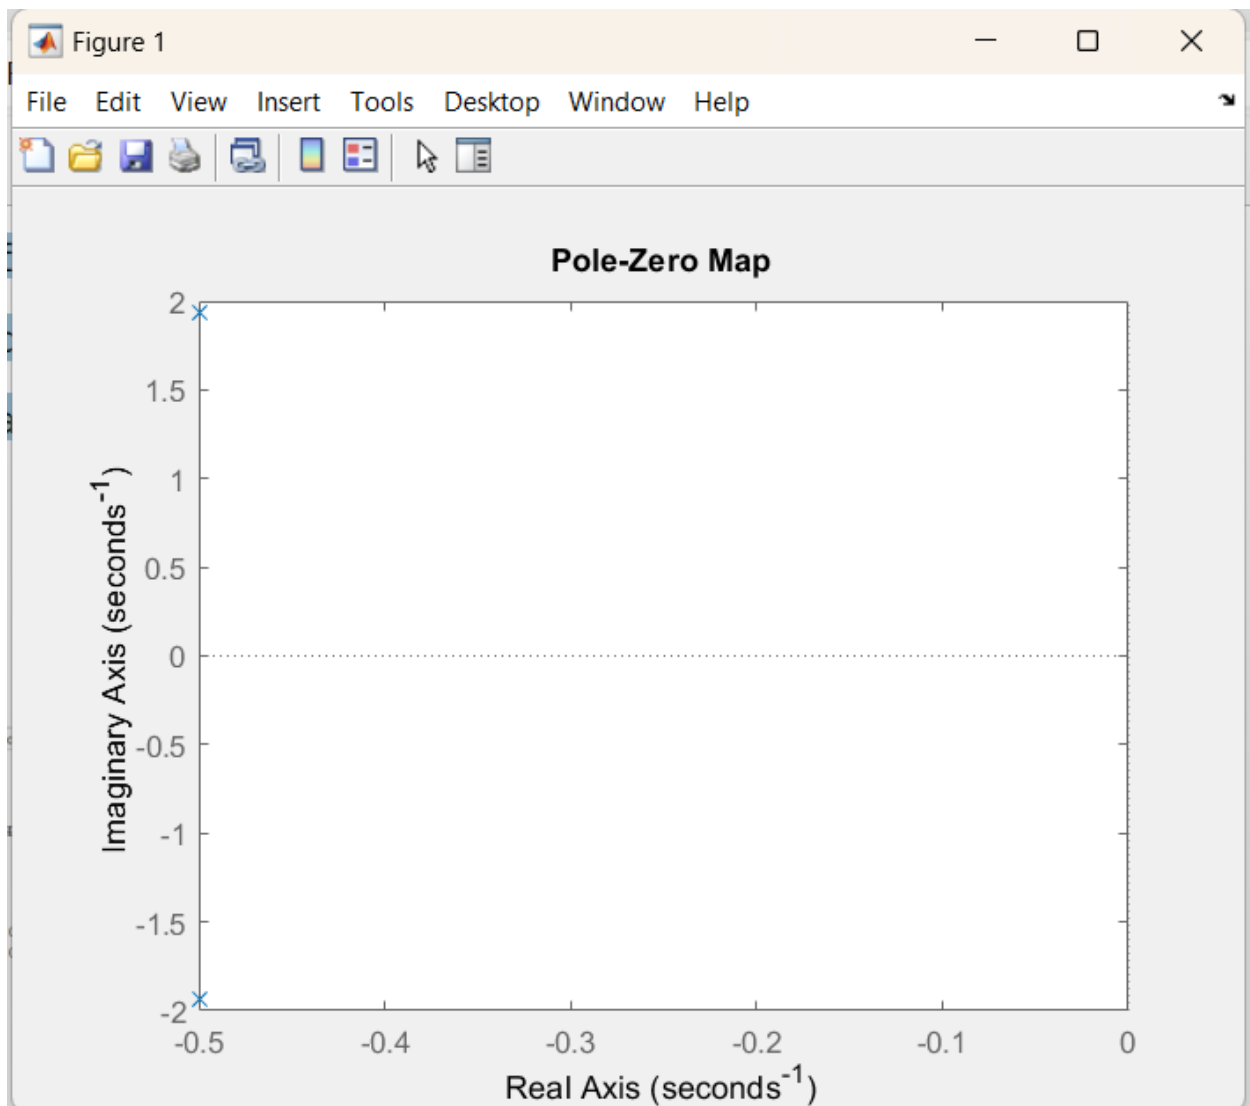 Figure 1
File Edit View Insert Tools Desktop Window Help
Pole-Zero Map
2
1.5
1
0.5
0
-0.5
-1
-1.5
-2
Imaginary Axis (seconds⁻¹)
-0.5 -0.4 -0.3 -0.2 -0.1 0
Real Axis (seconds⁻¹)